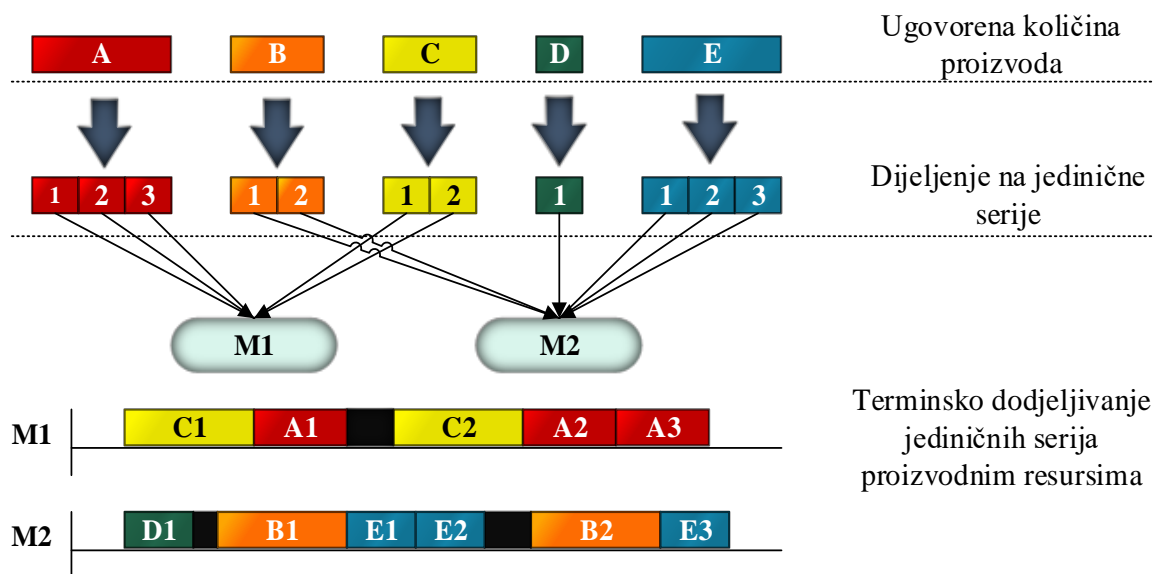 A B C D E
Ugovorena količina
proizvoda
1 2 3 1 2 1 2 1 1 2 3
Dijeljenje na jedinične
serije
M1 M2
Terminsko dodjeljivanje
jediničnih serija
proizvodnim resursima
M1 C1 A1 C2 A2 A3
M2 D1 B1 E1 E2 B2 E3